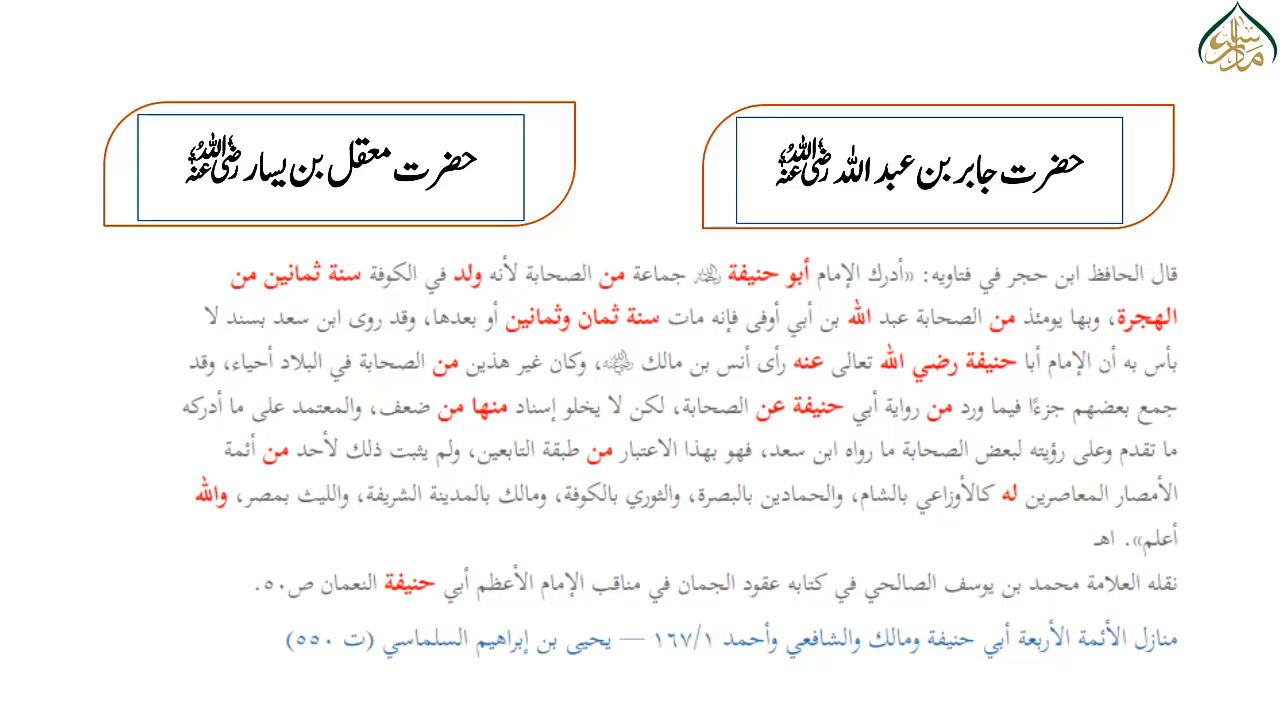 حضرت جابر بن عبد اللہ رضی اللہ عنہ
حضرت معقل بن یسار رضی اللہ عنہ
قال الحافظ ابن حجر في فتاويه: «أدرك الإمام أبو حنيفة رحمه الله جماعة من الصحابة لأنه ولد في الكوفة سنة ثمانين من
الهجرة، وبها يومئذ من الصحابة عبد الله بن أبي أوفى فإنه مات سنة ثمان وثمانين أو بعدها، وقد روى ابن سعد بسند لا
بأس به أن الإمام أبا حنيفة رضي الله تعالى عنه رأى أنس بن مالك رضي الله عنه، وكان غير هذين من الصحابة في البلاد أحياء، وقد
جمع بعضهم جزءًا فيما ورد من رواية أبي حنيفة عن الصحابة، لكن لا يخلو إسناد منها من ضعف، والمعتمد على ما أدركه
ما تقدم وعلى رؤيته لبعض الصحابة ما رواه ابن سعد، فهو بهذا الاعتبار من طبقة التابعين، ولم يثبت ذلك لأحد من أئمة
الأمصار المعاصرين له كالأوزاعي بالشام، والحمادين بالبصرة، والثوري بالكوفة، ومالك بالمدينة الشريفة، والليث بمصر، والله
أعلم». اهـ
نقله العلامة محمد بن يوسف الصالحي في كتابه عقود الجمان في مناقب الإمام الأعظم أبي حنيفة النعمان ص٥٠.
منازل الأئمة الأربعة أبي حنيفة ومالك والشافعي وأحمد ١/١٦٧ — يحيى بن إبراهيم السلماسي (ت ٥٥٠)